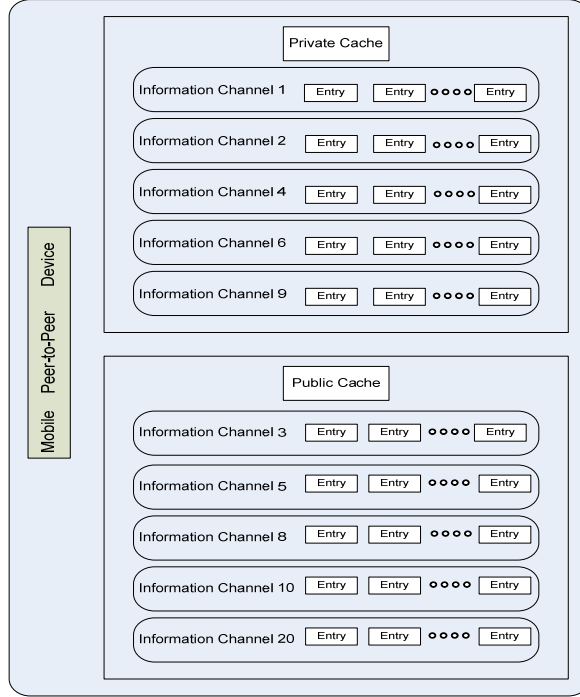 Private Cache
Information Channel 1 Entry Entry Entry
Information Channel 2 Entry Entry Entry
Information Channel 4 Entry Entry Entry
Information Channel 6 Entry Entry Entry
Information Channel 9 Entry Entry Entry
Mobile Peer-to-Peer Device
Public Cache
Information Channel 3 Entry Entry Entry
Information Channel 5 Entry Entry Entry
Information Channel 8 Entry Entry Entry
Information Channel 10 Entry Entry Entry
Information Channel 20 Entry Entry Entry